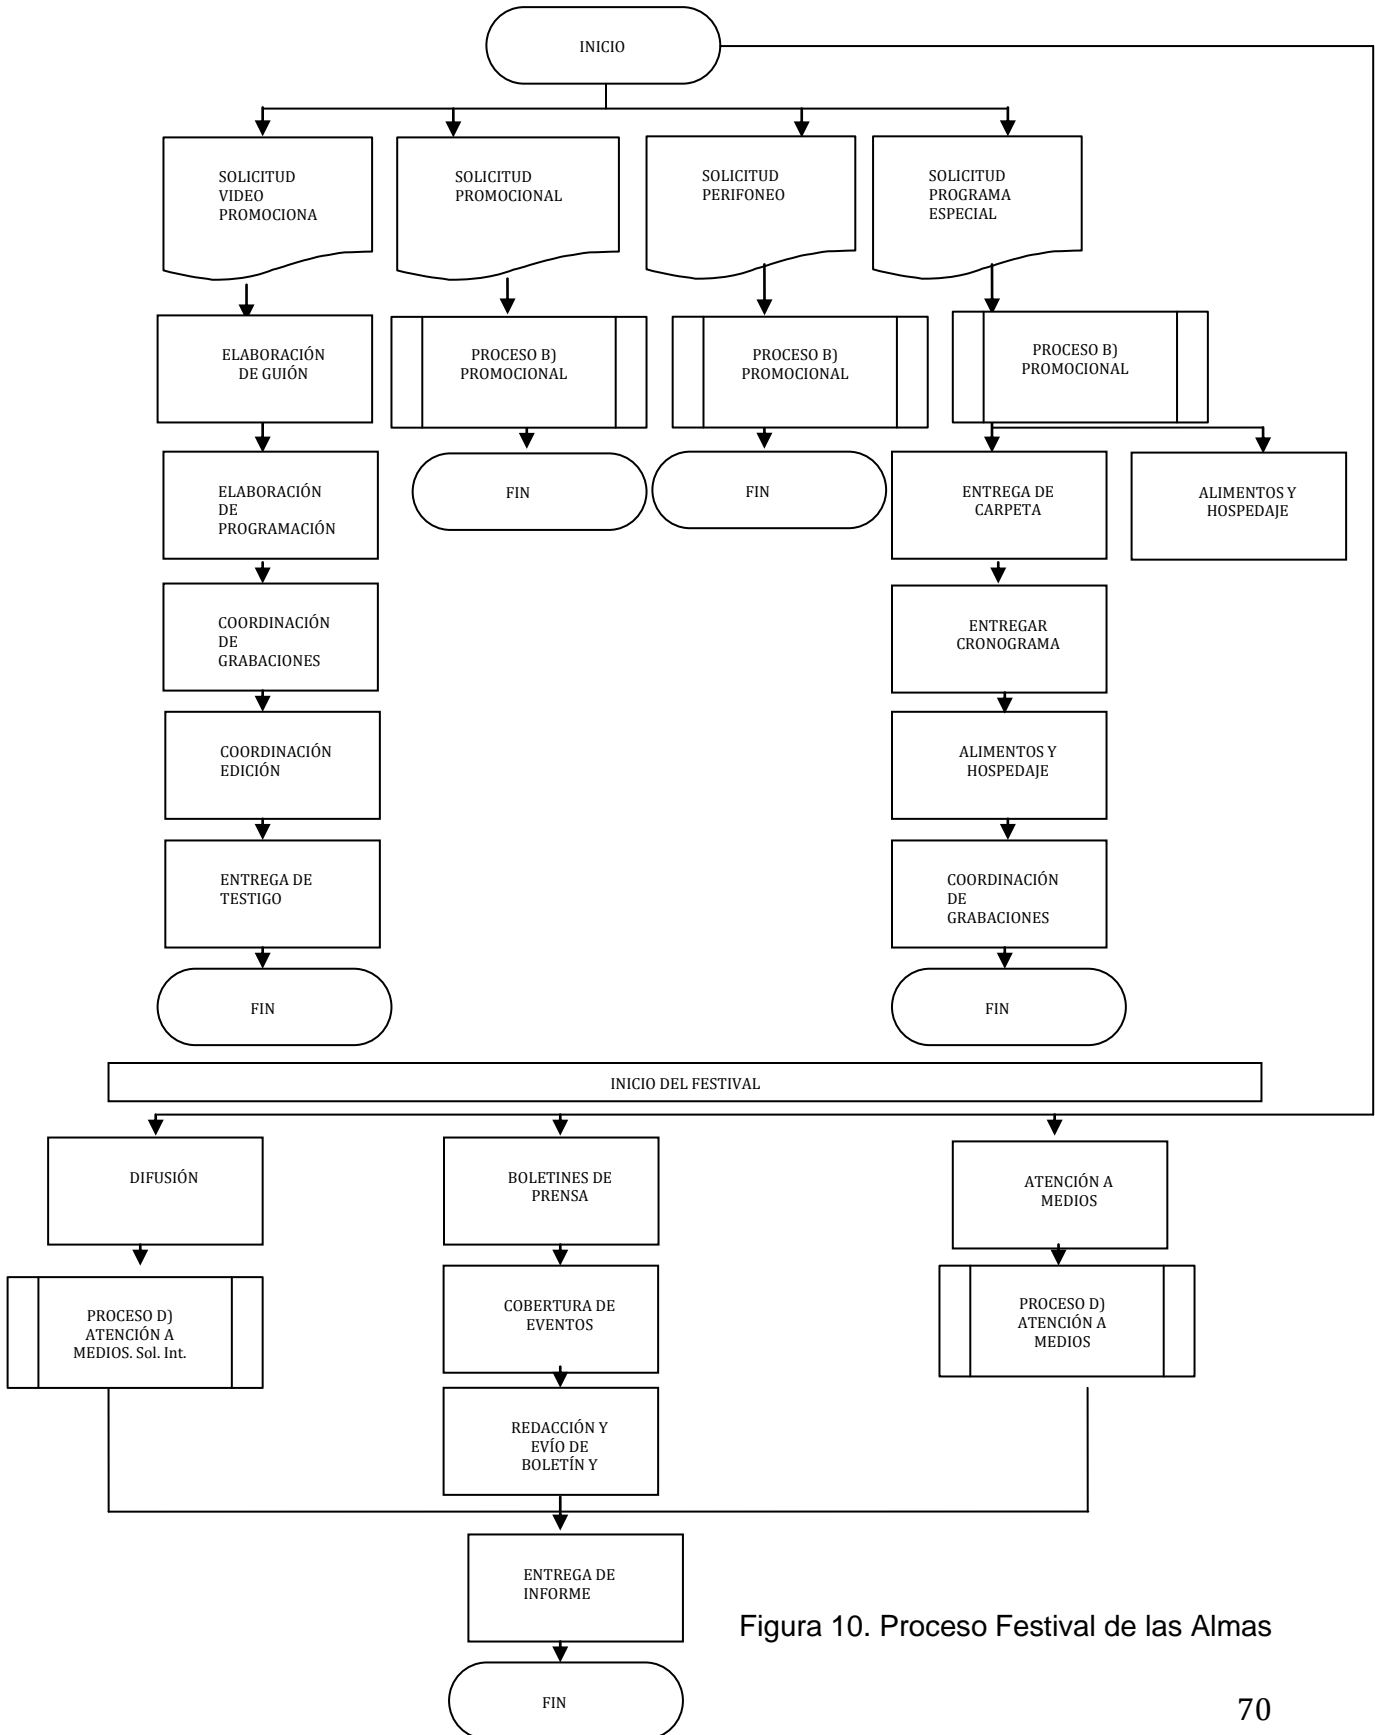 INICIO
SOLICITUD
VIDEO
PROMOCIONA
SOLICITUD
PROMOCIONAL
SOLICITUD
PERIFONEO
SOLICITUD
PROGRAMA
ESPECIAL
ELABORACIÓN
DE GUIÓN
PROCESO B)
PROMOCIONAL
PROCESO B)
PROMOCIONAL
PROCESO B)
PROMOCIONAL
ELABORACIÓN
DE
PROGRAMACIÓN
FIN
FIN
ENTREGA DE
CARPETA
ALIMENTOS Y
HOSPEDAJE
COORDINACIÓN
DE
GRABACIONES
ENTREGAR
CRONOGRAMA
COORDINACIÓN
EDICIÓN
ALIMENTOS Y
HOSPEDAJE
ENTREGA DE
TESTIGO
COORDINACIÓN
DE
GRABACIONES
FIN
FIN
INICIO DEL FESTIVAL
DIFUSIÓN
BOLETINES DE
PRENSA
ATENCIÓN A
MEDIOS
PROCESO D)
ATENCIÓN A
MEDIOS. Sol. Int.
COBERTURA DE
EVENTOS
PROCESO D)
ATENCIÓN A
MEDIOS
REDACCIÓN Y
EVÍO DE
BOLETÍN Y
ENTREGA DE
INFORME
Figura 10. Proceso Festival de las Almas
FIN
70